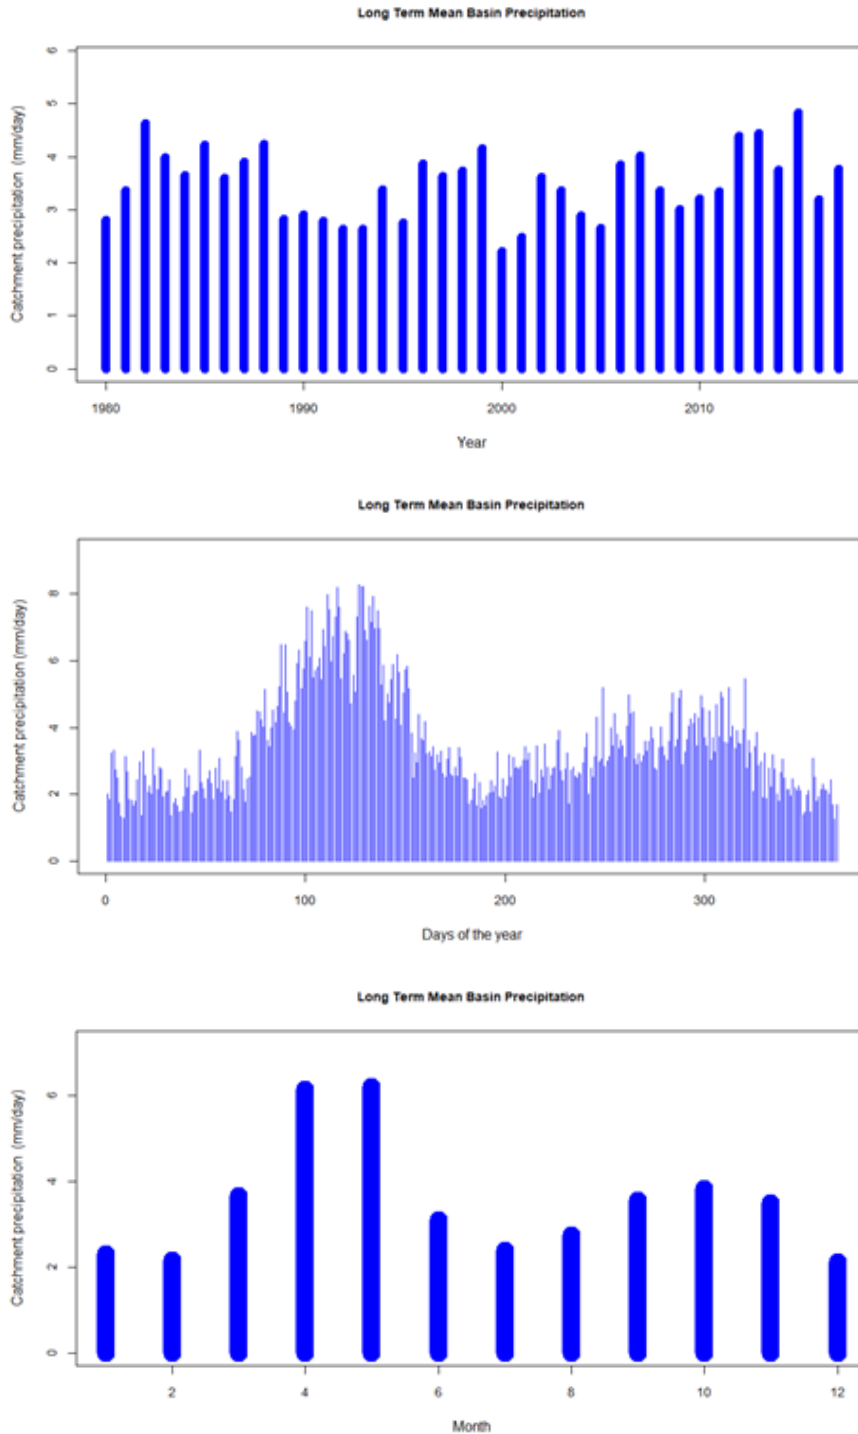 Long Term Mean Basin Precipitation
Catchment precipitation (mm/day)
6
5
4
3
2
1
0
1980 1990 2000 2010
Year
Long Term Mean Basin Precipitation
Catchment precipitation (mm/day)
8
6
4
2
0
0 100 200 300
Days of the year
Long Term Mean Basin Precipitation
Catchment precipitation (mm/day)
6
4
2
0
2 4 6 8 10 12
Month